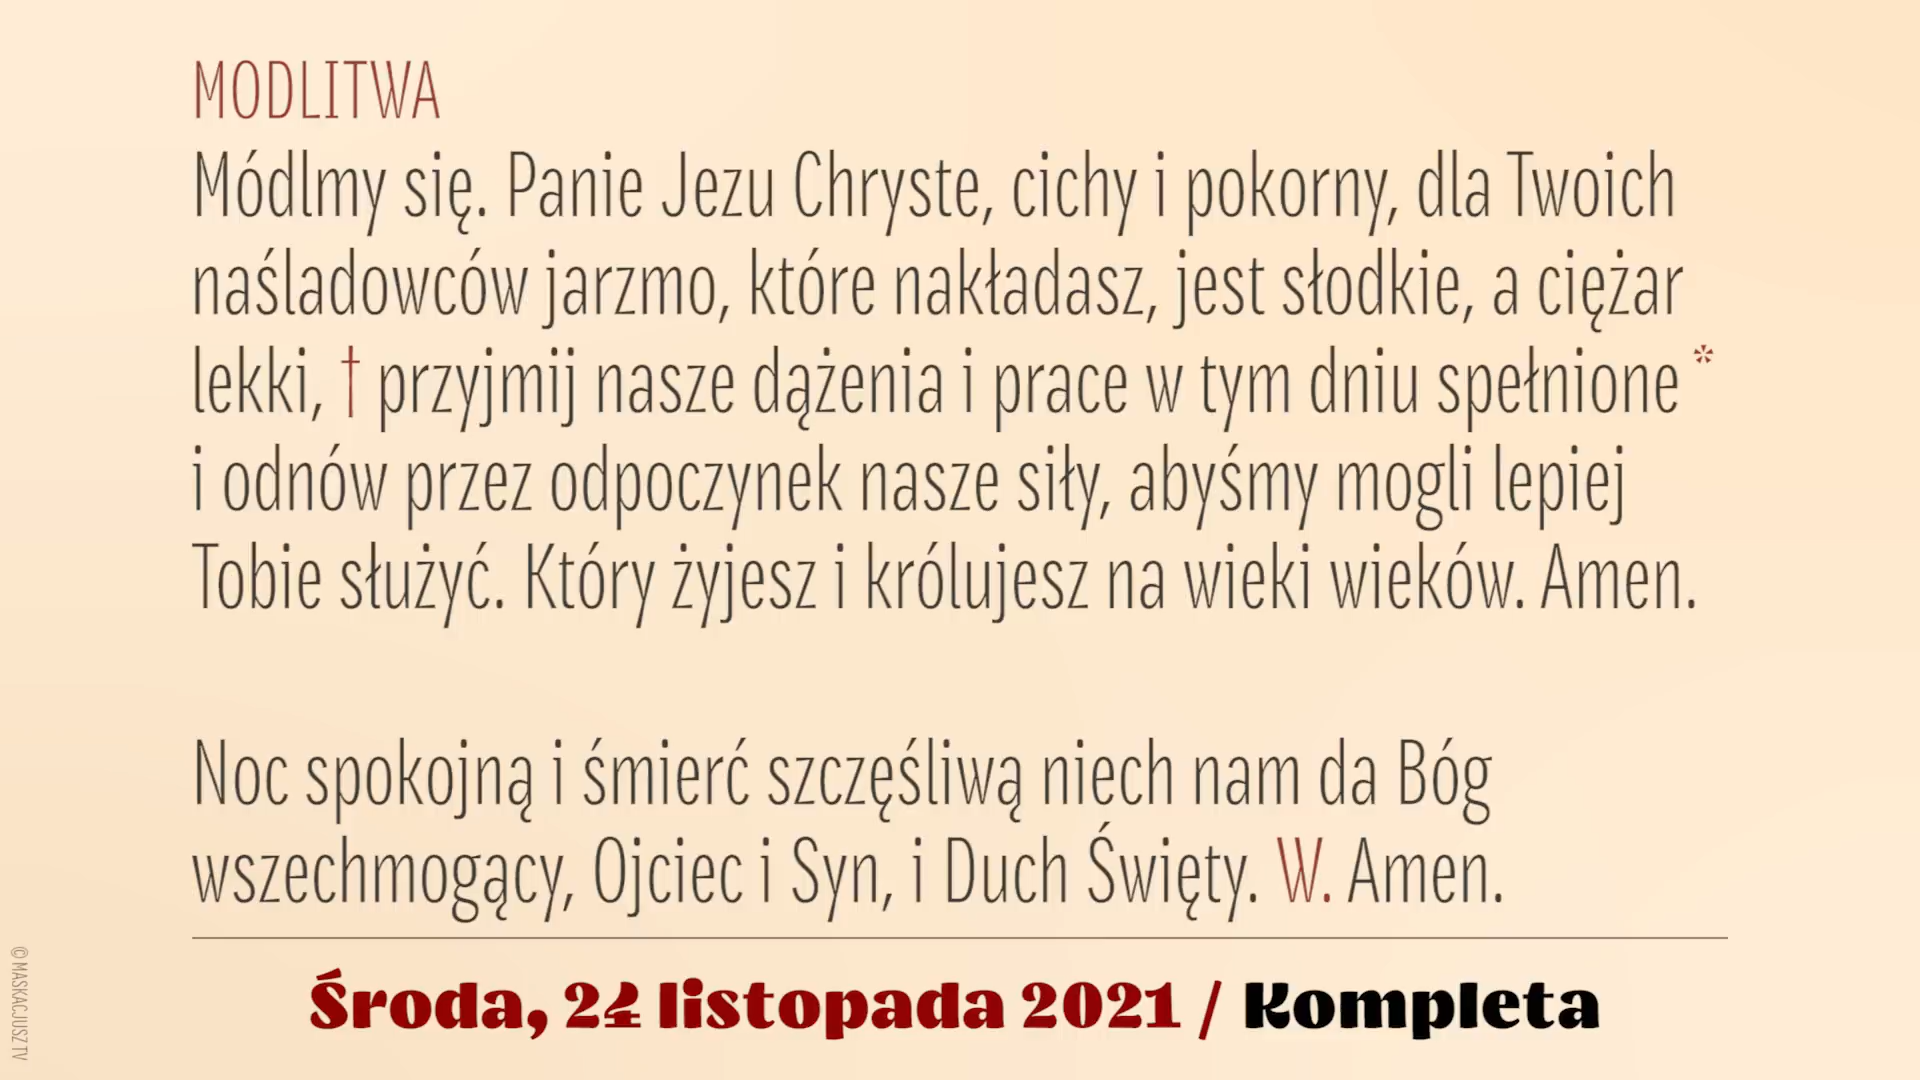 MODLITWA
Módlmy się. Panie Jezu Chryste, cichy i pokorny, dla Twoich
naśladowców jarzmo, które nakładasz, jest słodkie, a ciężar
lekki, † przyjmij nasze dążenia i prace w tym dniu spełnione *
i odnów przez odpoczynek nasze siły, abyśmy mogli lepiej
Tobie służyć. Który żyjesz i królujesz na wieki wieków. Amen.
Noc spokojną i śmierć szczęśliwą niech nam da Bóg
wszechmogący, Ojciec i Syn, i Duch Święty. W. Amen.
Środa, 24 listopada 2021 / Kompleta
© MASKACJUSZ TV